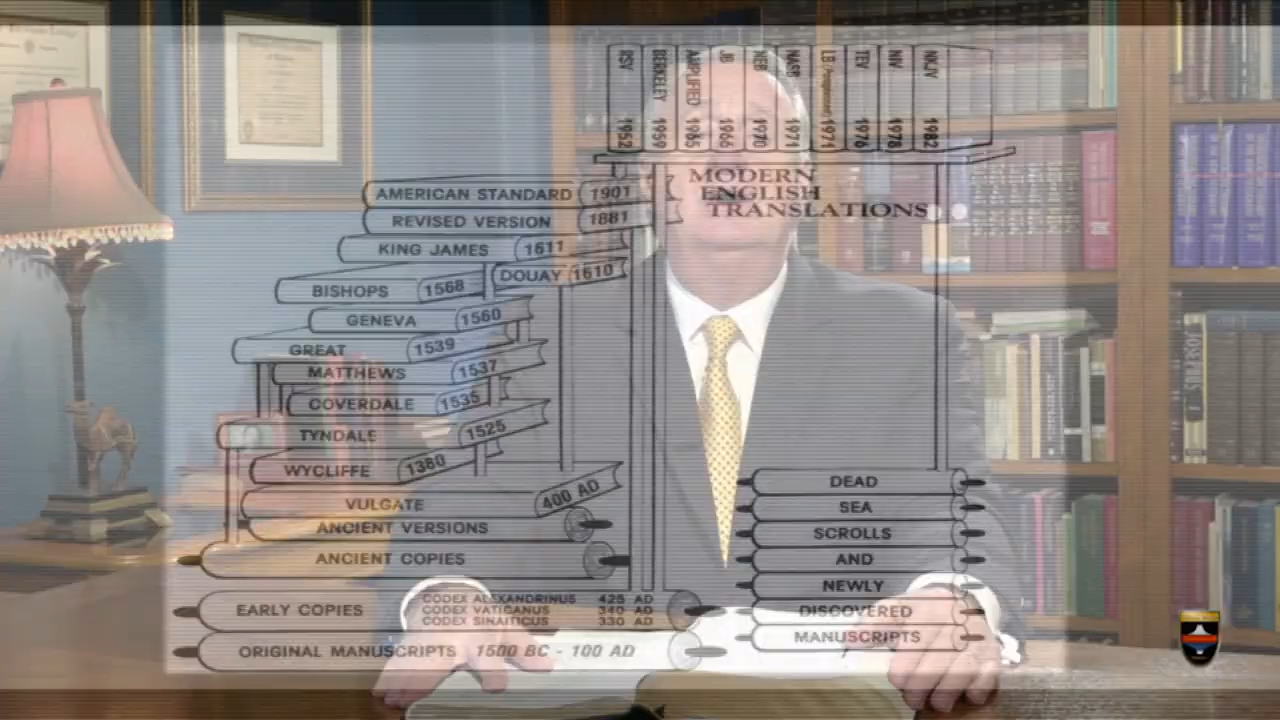 RSV 1952
BERKELEY 1959
AMPLIFIED 1965
JB 1966
NEB 1970
NASB 1971
LB 1971
TEV 1976
NIV 1978
NKJV 1982
MODERN
ENGLISH
TRANSLATIONS
AMERICAN STANDARD 1901
REVISED VERSION 1881
KING JAMES 1611
DOUAY 1610
BISHOPS 1568
GENEVA 1560
GREAT 1539
MATTHEWS 1537
COVERDALE 1535
TYNDALE 1525
WYCLIFFE 1380
VULGATE 400 AD
ANCIENT VERSIONS
ANCIENT COPIES
EARLY COPIES
CODEX ALEXANDRINUS 425 AD
CODEX VATICANUS 340 AD
CODEX SINAITICUS 330 AD
ORIGINAL MANUSCRIPTS 1500 BC - 100 AD
DEAD
SEA
SCROLLS
AND
NEWLY
DISCOVERED
MANUSCRIPTS